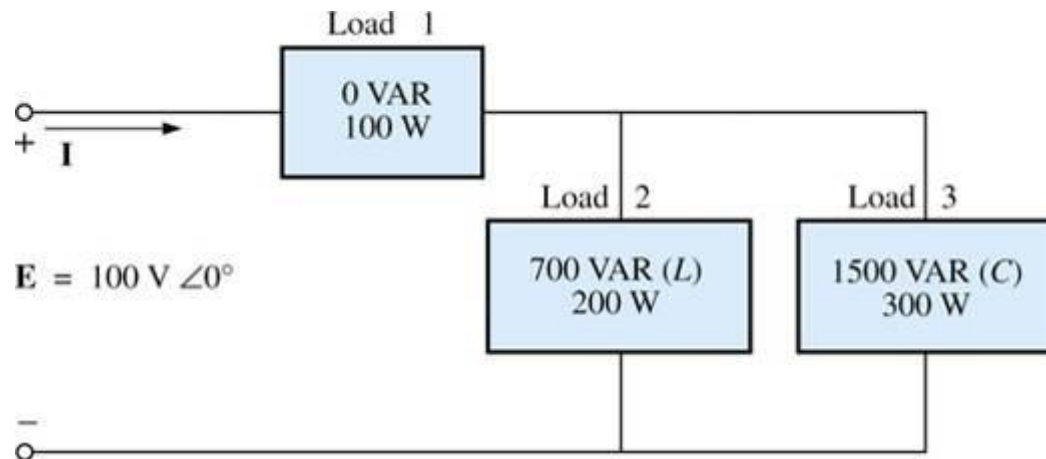 Load 1
0 VAR
100 W
+
I
Load 2
Load 3
E = 100 V ∠0°
700 VAR (L)
200 W
1500 VAR (C)
300 W
−